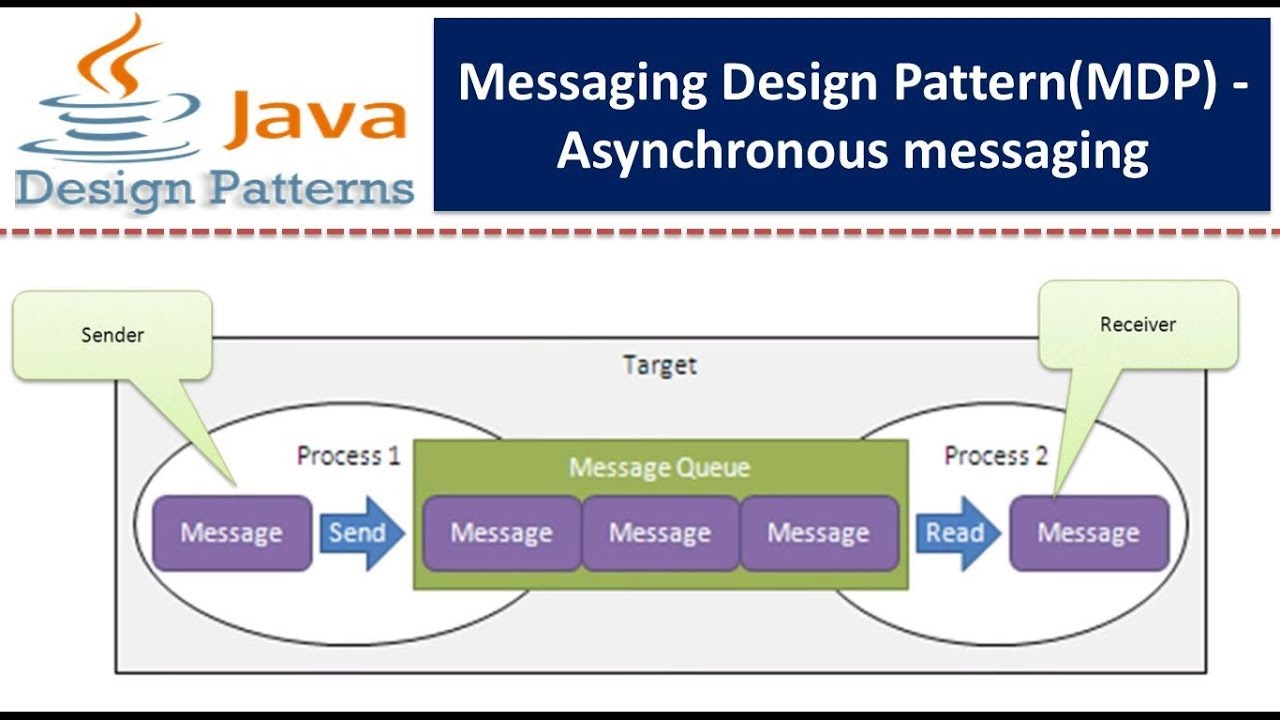 Java
Design Patterns
Messaging Design Pattern(MDP) -
Asynchronous messaging
Sender
Receiver
Target
Process 1
Message Queue
Process 2
Message
Send
Message
Message
Message
Read
Message